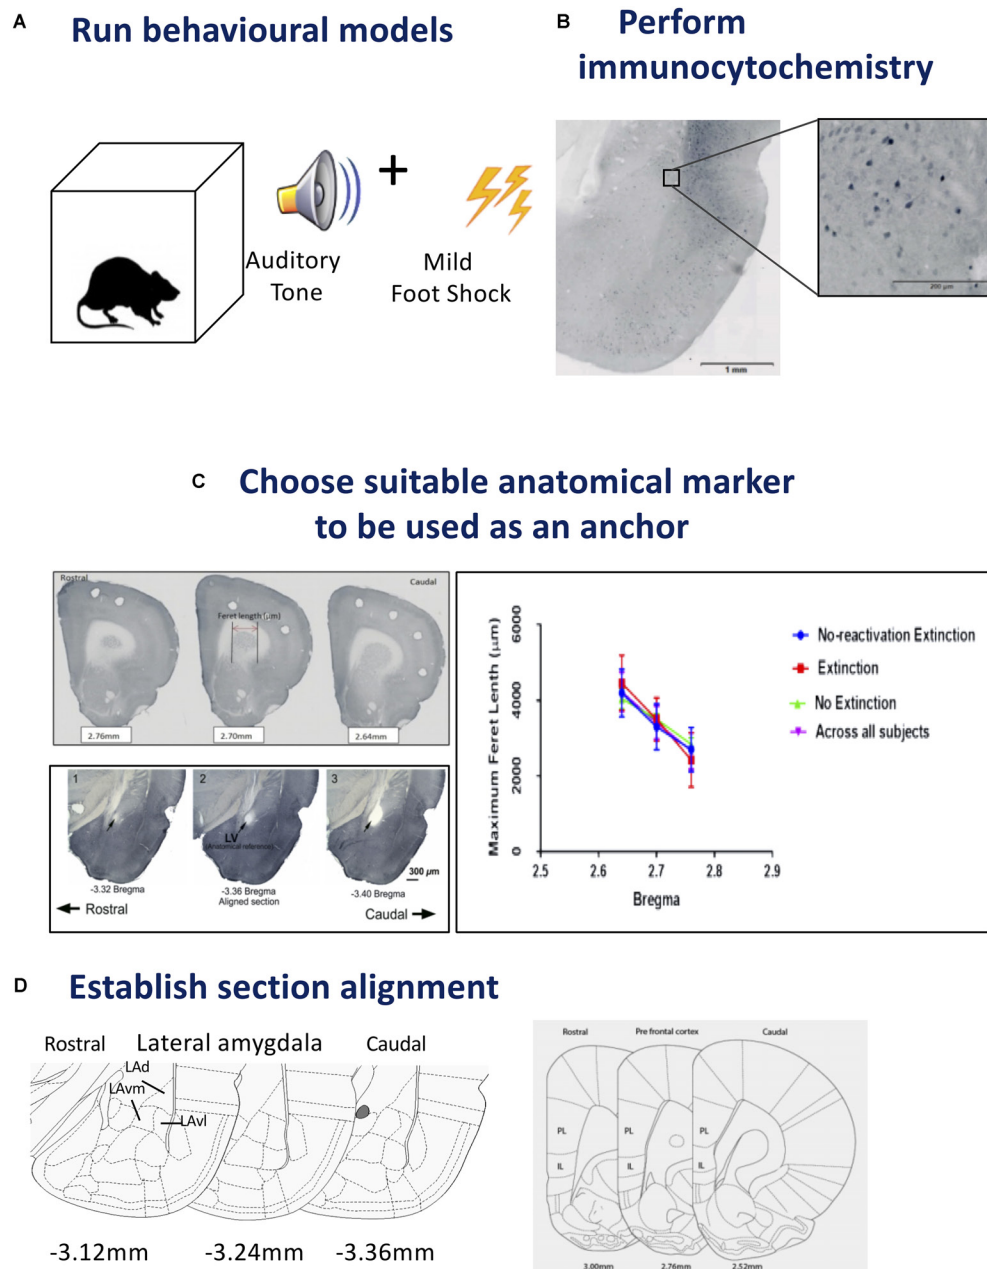 A Run behavioural models
Auditory
Tone
+
Mild
Foot Shock
B Perform
immunocytochemistry
1 mm
200 µm
C Choose suitable anatomical marker
to be used as an anchor
Rostral
Caudal
Feret length (µm)
2.76mm
2.70mm
2.64mm
1
2
3
LV
(Anatomical reference)
300 µm
-3.32 Bregma
-3.36 Bregma
Aligned section
-3.40 Bregma
Rostral
Caudal
Maximum Feret Lenth (µm)
6000
4000
2000
0
2.5
2.6
2.7
2.8
2.9
Bregma
No-reactivation Extinction
Extinction
No Extinction
Across all subjects
D Establish section alignment
Rostral
Lateral amygdala
Caudal
LAd
LAvm
LAvl
-3.12mm
-3.24mm
-3.36mm
Rostral
Pre frontal cortex
Caudal
PL
PL
PL
IL
IL
IL
3.00mm
2.76mm
2.52mm